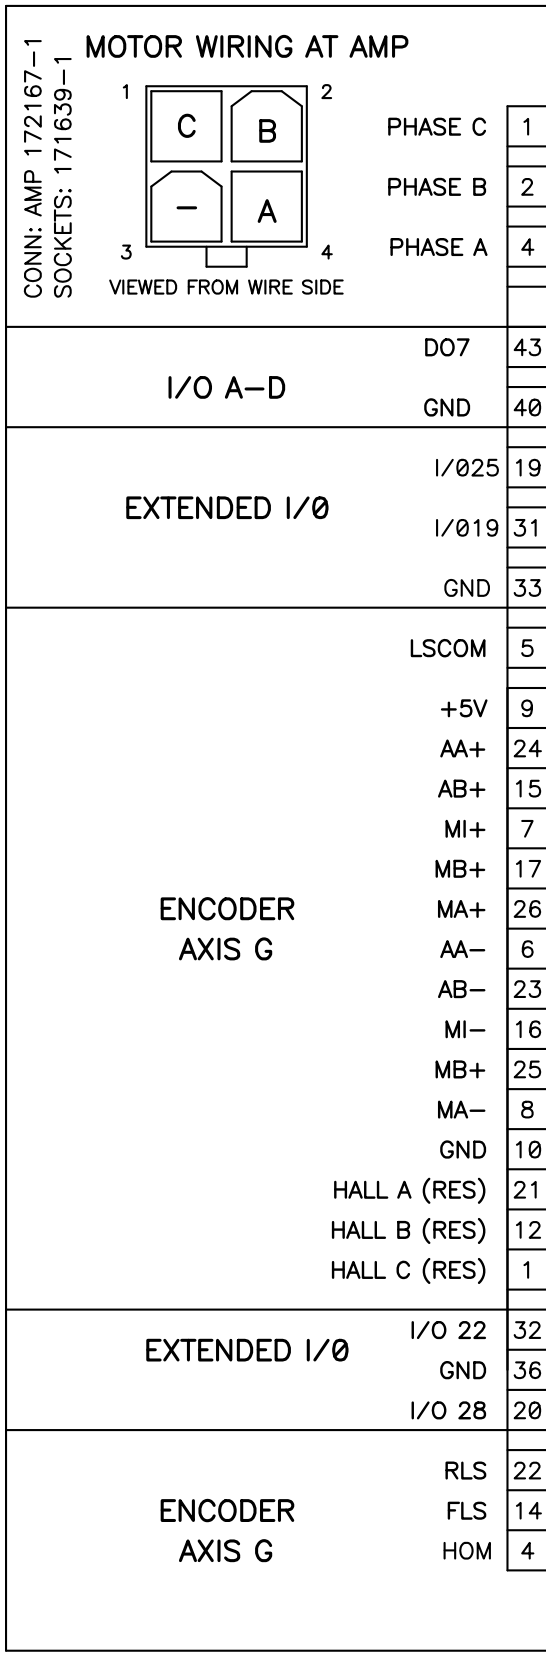 MOTOR WIRING AT AMP
CONN: AMP 172167-1
SOCKETS: 171639-1
1 2
C B
- A
3 4
VIEWED FROM WIRE SIDE
PHASE C 1
PHASE B 2
PHASE A 4
I/O A-D
DO7 43
GND 40
EXTENDED I/0
I/025 19
I/019 31
GND 33
ENCODER
AXIS G
LSCOM 5
+5V 9
AA+ 24
AB+ 15
MI+ 7
MB+ 17
MA+ 26
AA- 6
AB- 23
MI- 16
MB+ 25
MA- 8
GND 10
HALL A (RES) 21
HALL B (RES) 12
HALL C (RES) 1
EXTENDED I/0
I/O 22 32
GND 36
I/O 28 20
ENCODER
AXIS G
RLS 22
FLS 14
HOM 4